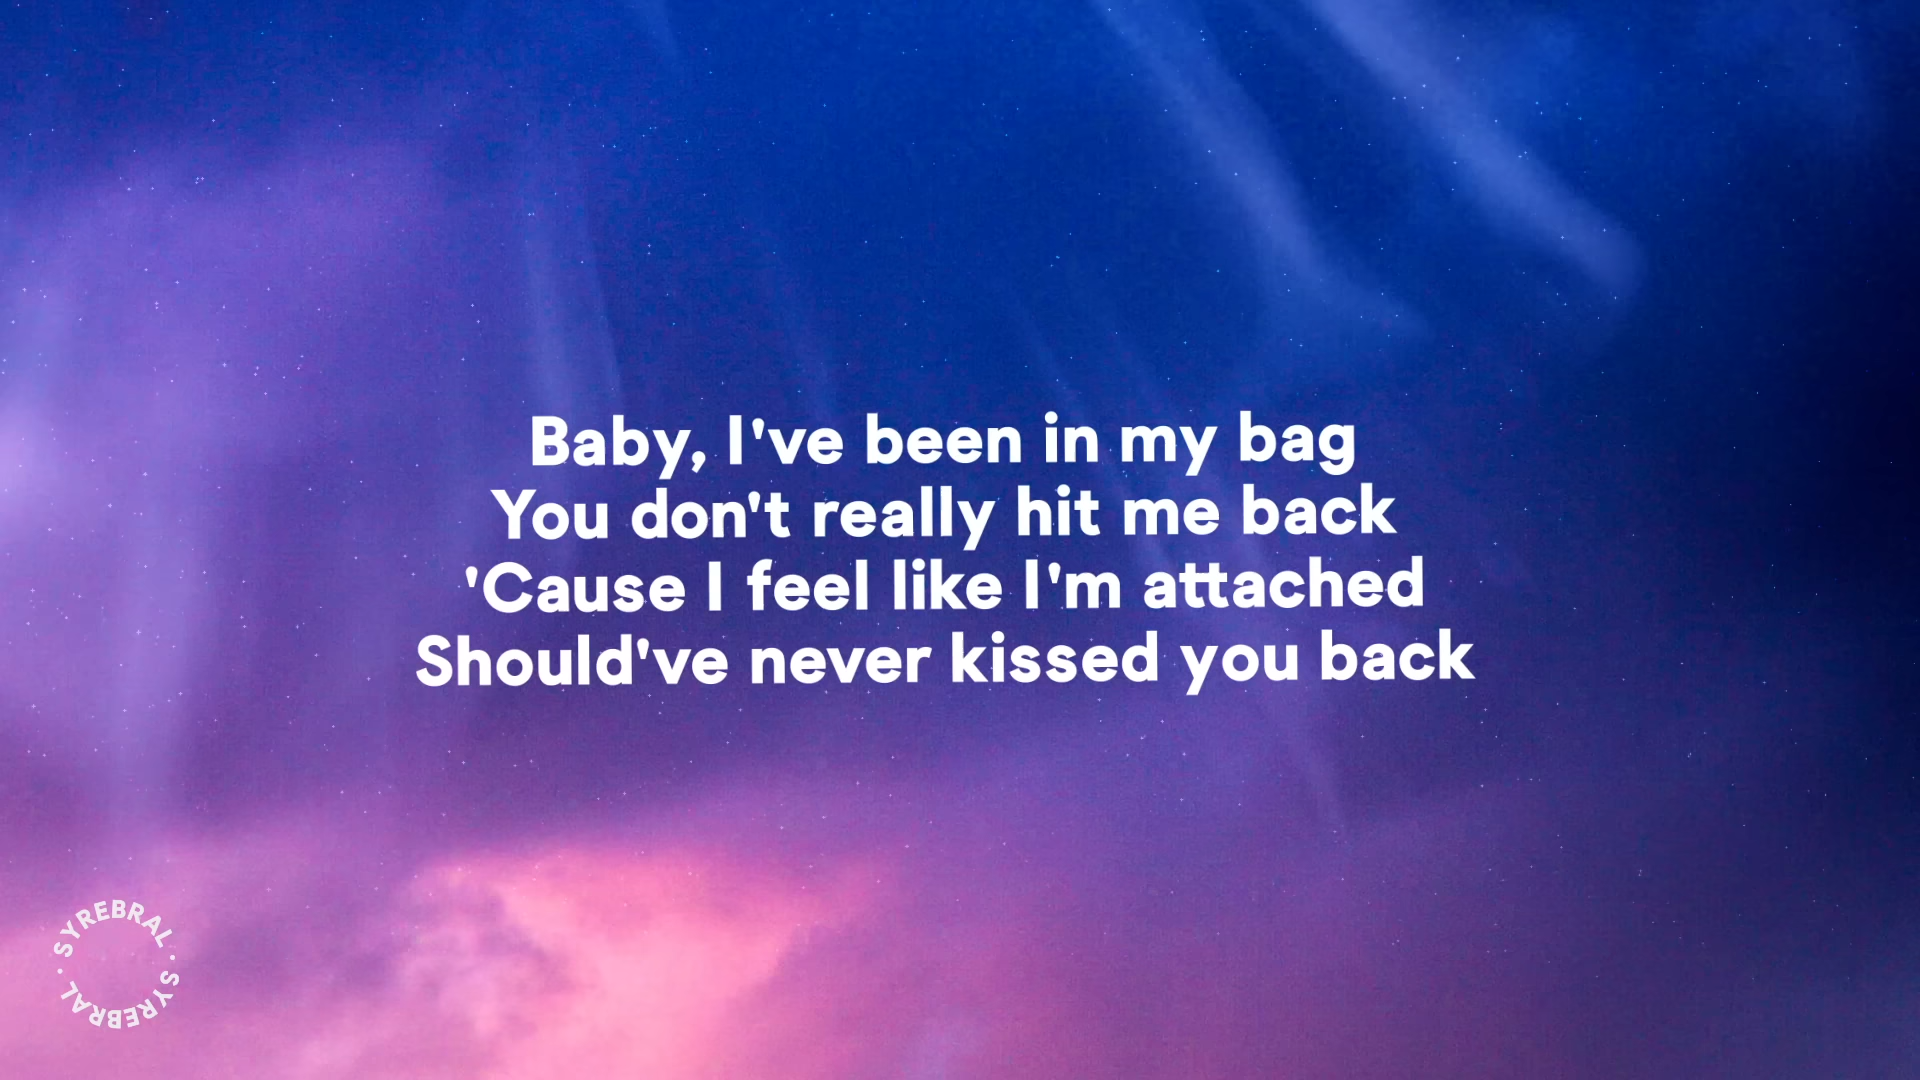 Baby, I've been in my bag
You don't really hit me back
'Cause I feel like I'm attached
Should've never kissed you back
SYREBRAL · SYREBRAL ·